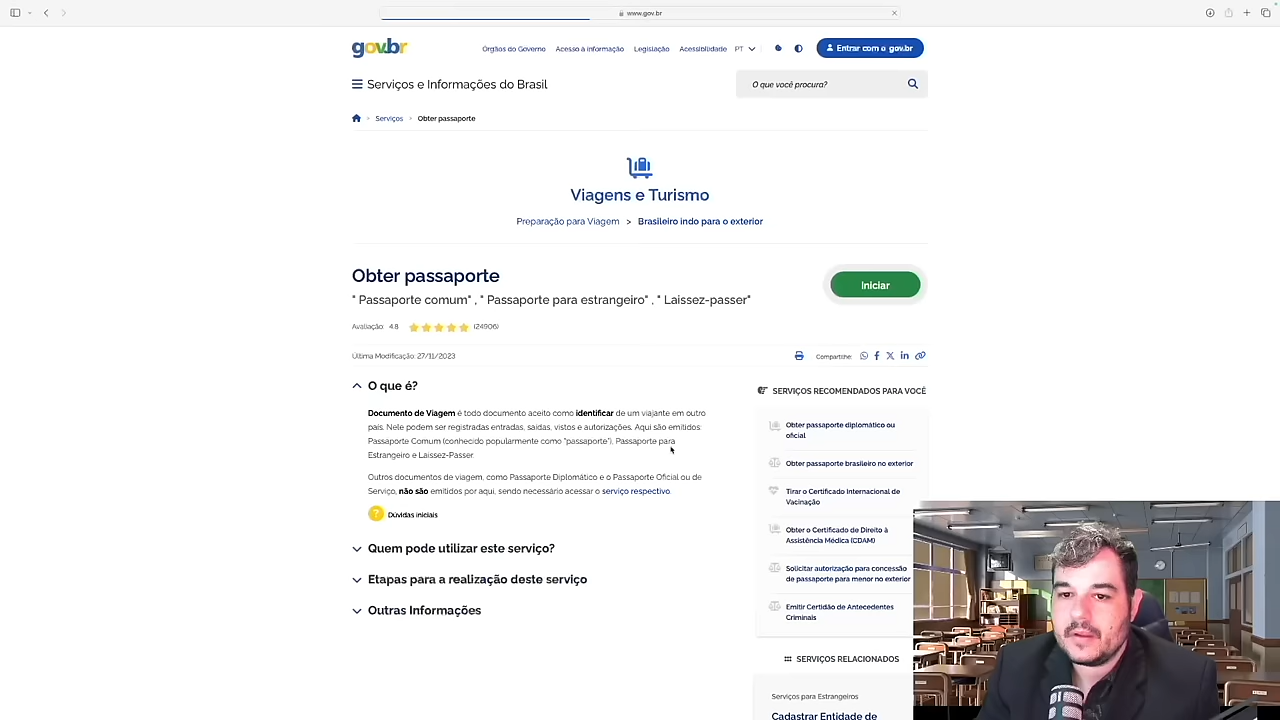 www.gov.br
gov.br
Órgãos do Governo Acesso à Informação Legislação Acessibilidade PT
Entrar com o gov.br
Serviços e Informações do Brasil
O que você procura?
Serviços > Obter passaporte
Viagens e Turismo
Preparação para Viagem > Brasileiro indo para o exterior
Obter passaporte
Iniciar
" Passaporte comum" , " Passaporte para estrangeiro" , " Laissez-passer"
Avaliação: 4.8 (24906)
Última Modificação: 27/11/2023
Compartilhe:
O que é?
Documento de Viagem é todo documento aceito como identificar de um viajante em outro
país. Nele podem ser registradas entradas, saídas, vistos e autorizações. Aqui são emitidos:
Passaporte Comum (conhecido popularmente como "passaporte"), Passaporte para
Estrangeiro e Laissez-Passer.
Outros documentos de viagem, como Passaporte Diplomático e o Passaporte Oficial ou de
Serviço, não são emitidos por aqui, sendo necessário acessar o serviço respectivo.
? Dúvidas iniciais
Quem pode utilizar este serviço?
Etapas para a realização deste serviço
Outras Informações
SERVIÇOS RECOMENDADOS PARA VOCÊ
Obter passaporte diplomático ou
oficial
Obter passaporte brasileiro no exterior
Tirar o Certificado Internacional de
Vacinação
Obter o Certificado de Direito à
Assistência Médica (CDAM)
Solicitar autorização para concessão
de passaporte para menor no exterior
Emitir Certidão de Antecedentes
Criminais
SERVIÇOS RELACIONADOS
Serviços para Estrangeiros
Cadastrar Entidade de